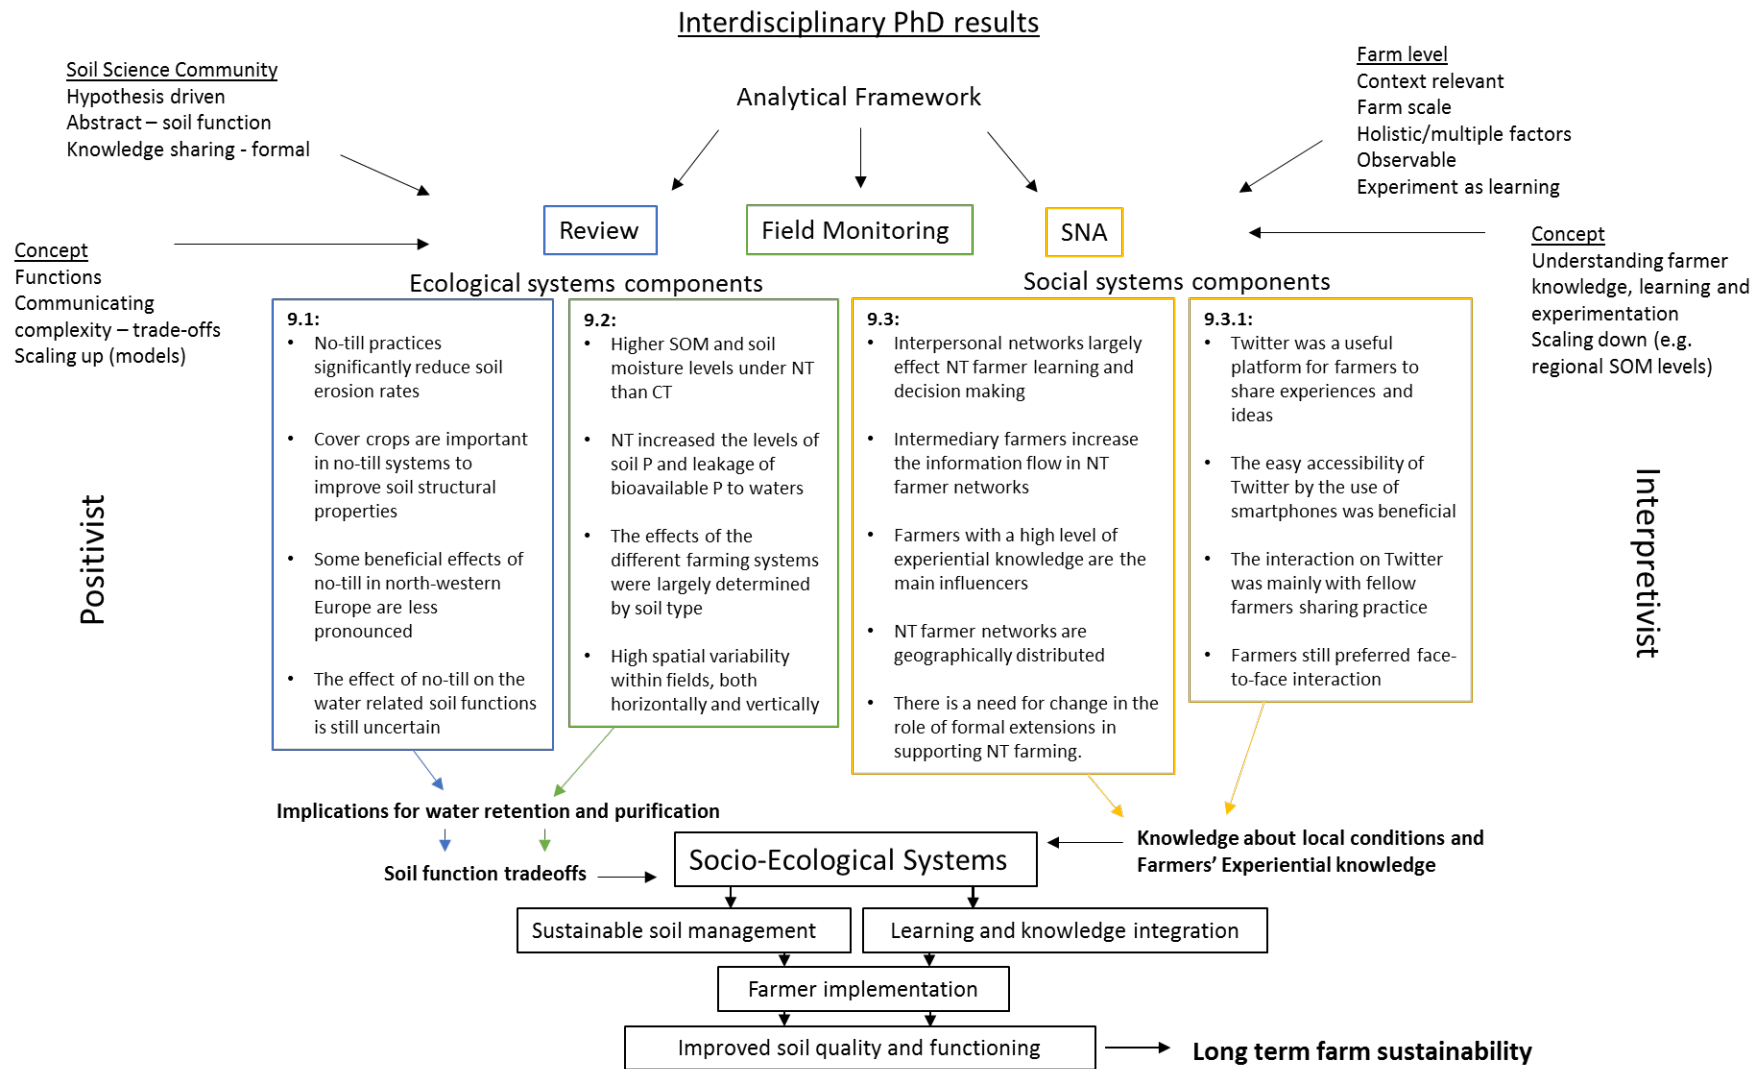 Interdisciplinary PhD results
Soil Science Community
Hypothesis driven
Abstract – soil function
Knowledge sharing - formal
Analytical Framework
Farm level
Context relevant
Farm scale
Holistic/multiple factors
Observable
Experiment as learning
Review
Field Monitoring
SNA
Concept
Functions
Communicating
complexity – trade-offs
Scaling up (models)
Concept
Understanding farmer
knowledge, learning and
experimentation
Scaling down (e.g.
regional SOM levels)
Ecological systems components
Social systems components
Positivist
9.1:
• No-till practices
significantly reduce soil
erosion rates
• Cover crops are important
in no-till systems to
improve soil structural
properties
• Some beneficial effects of
no-till in north-western
Europe are less
pronounced
• The effect of no-till on the
water related soil functions
is still uncertain
9.2:
• Higher SOM and soil
moisture levels under NT
than CT
• NT increased the levels of
soil P and leakage of
bioavailable P to waters
• The effects of the
different farming systems
were largely determined
by soil type
• High spatial variability
within fields, both
horizontally and vertically
9.3:
• Interpersonal networks largely
effect NT farmer learning and
decision making
• Intermediary farmers increase
the information flow in NT
farmer networks
• Farmers with a high level of
experiential knowledge are the
main influencers
• NT farmer networks are
geographically distributed
• There is a need for change in the
role of formal extensions in
supporting NT farming.
9.3.1:
• Twitter was a useful
platform for farmers to
share experiences and
ideas
• The easy accessibility of
Twitter by the use of
smartphones was beneficial
• The interaction on Twitter
was mainly with fellow
farmers sharing practice
• Farmers still preferred face-
to-face interaction
Interpretivist
Implications for water retention and purification
Soil function tradeoffs
Socio-Ecological Systems
Knowledge about local conditions and
Farmers' Experiential knowledge
Sustainable soil management
Learning and knowledge integration
Farmer implementation
Improved soil quality and functioning
Long term farm sustainability